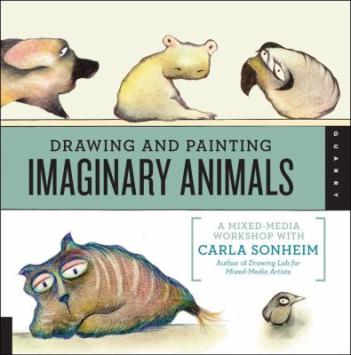 QUARRY
DRAWING AND PAINTING
IMAGINARY ANIMALS
A MIXED-MEDIA
WORKSHOP WITH
CARLA SONHEIM
Author of Drawing Lab for
Mixed-Media Artists